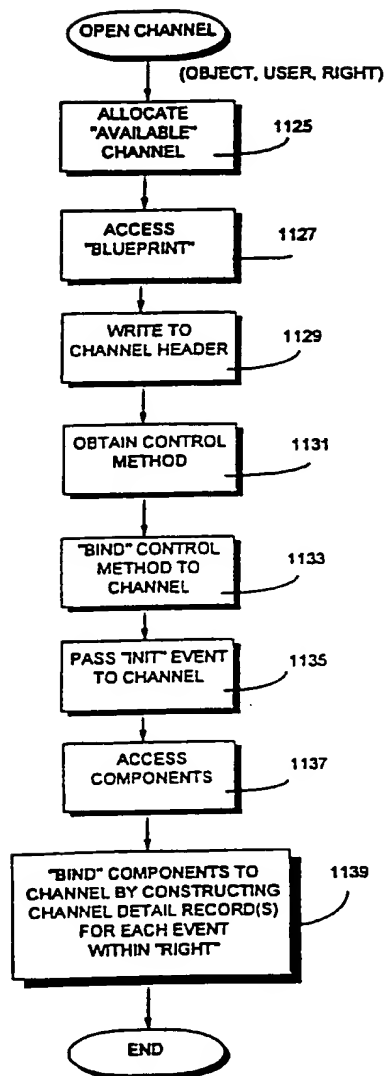 OPEN CHANNEL
(OBJECT, USER, RIGHT)
ALLOCATE
"AVAILABLE"
CHANNEL
1125
ACCESS
"BLUEPRINT"
1127
WRITE TO
CHANNEL HEADER
1129
OBTAIN CONTROL
METHOD
1131
"BIND" CONTROL
METHOD TO
CHANNEL
1133
PASS "INIT" EVENT
TO CHANNEL
1135
ACCESS
COMPONENTS
1137
"BIND" COMPONENTS TO
CHANNEL BY CONSTRUCTING
CHANNEL DETAIL RECORD(S)
FOR EACH EVENT
WITHIN "RIGHT"
1139
END